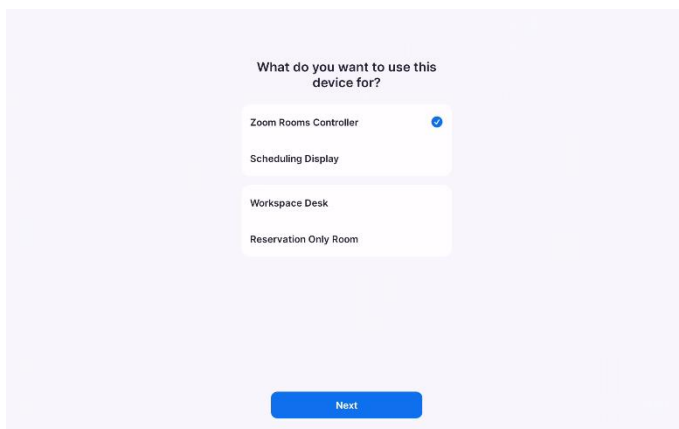 What do you want to use this
device for?
Zoom Rooms Controller
Scheduling Display
Workspace Desk
Reservation Only Room
Next